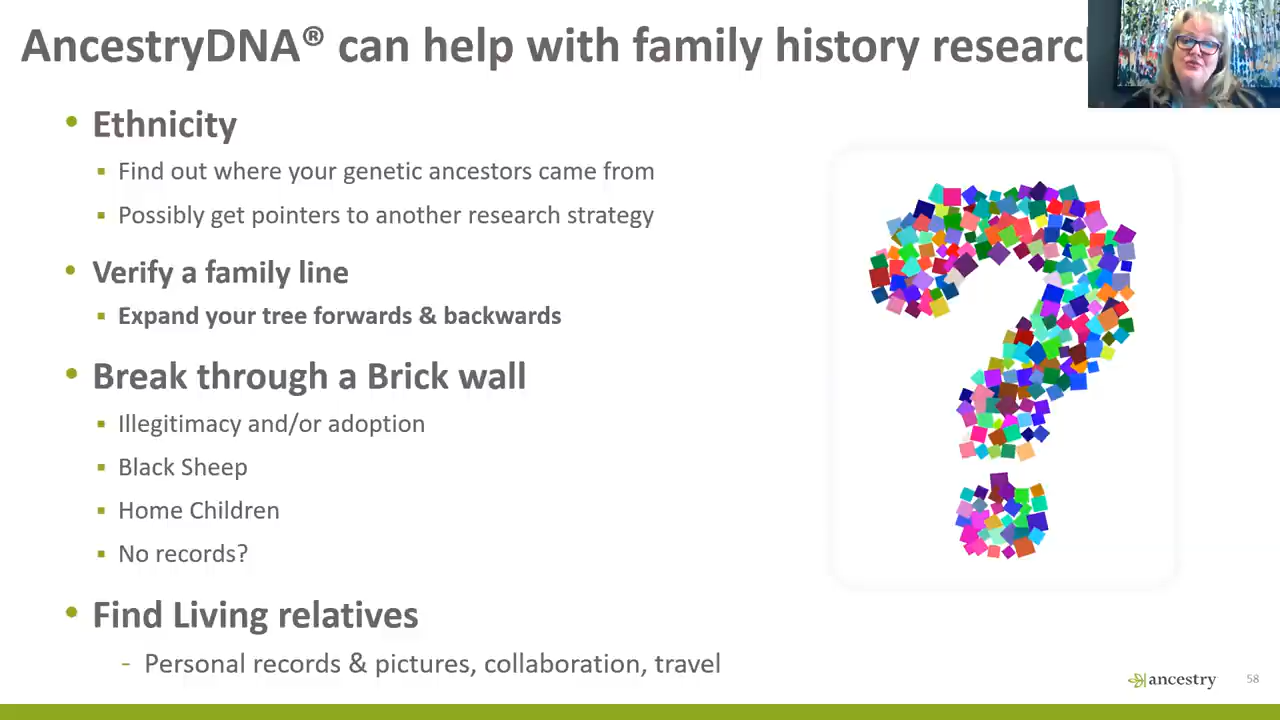 AncestryDNA® can help with family history researc
• Ethnicity
▪ Find out where your genetic ancestors came from
▪ Possibly get pointers to another research strategy
• Verify a family line
▪ Expand your tree forwards & backwards
• Break through a Brick wall
▪ Illegitimacy and/or adoption
▪ Black Sheep
▪ Home Children
▪ No records?
• Find Living relatives
- Personal records & pictures, collaboration, travel
ancestry
58